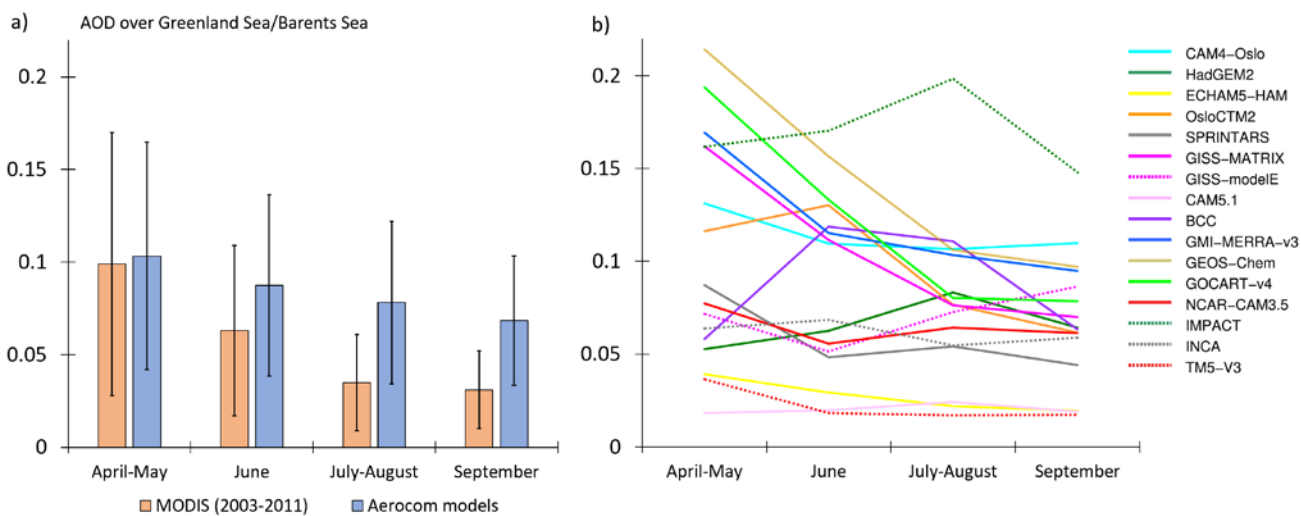 a) AOD over Greenland Sea/Barents Sea
0.2
0.15
0.1
0.05
0
April-May June July-August September
MODIS (2003-2011) Aerocom models
b)
0.2
0.15
0.1
0.05
0
April-May June July-August September
CAM4-Oslo
HadGEM2
ECHAM5-HAM
OsloCTM2
SPRINTARS
GISS-MATRIX
GISS-modelE
CAM5.1
BCC
GMI-MERRA-v3
GEOS-Chem
GOCART-v4
NCAR-CAM3.5
IMPACT
INCA
TM5-V3